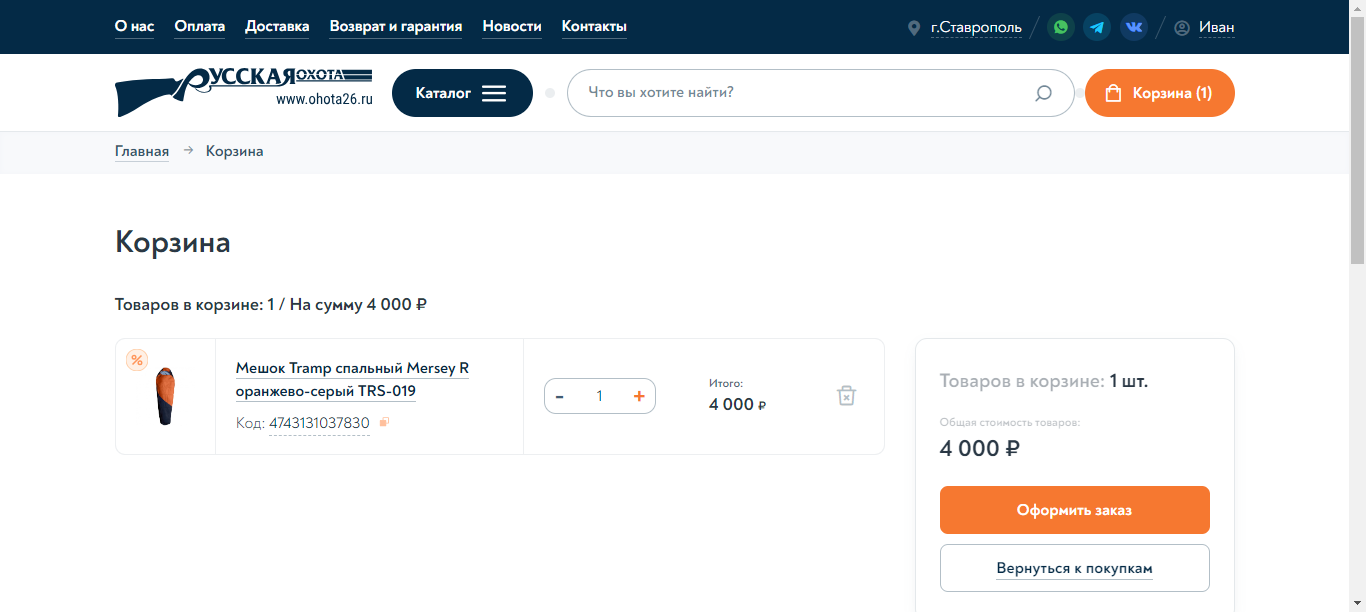 О нас Оплата Доставка Возврат и гарантия Новости Контакты г.Ставрополь Иван
РУССКАЯ ОХОТА
www.ohota26.ru
Каталог
Что вы хотите найти?
Корзина (1)
Главная → Корзина
Корзина
Товаров в корзине: 1 / На сумму 4 000 ₽
%
Мешок Tramp спальный Mersey R
оранжево-серый TRS-019
Код: 4743131037830
- 1 +
Итого:
4 000 ₽
Товаров в корзине: 1 шт.
Общая стоимость товаров:
4 000 ₽
Оформить заказ
Вернуться к покупкам